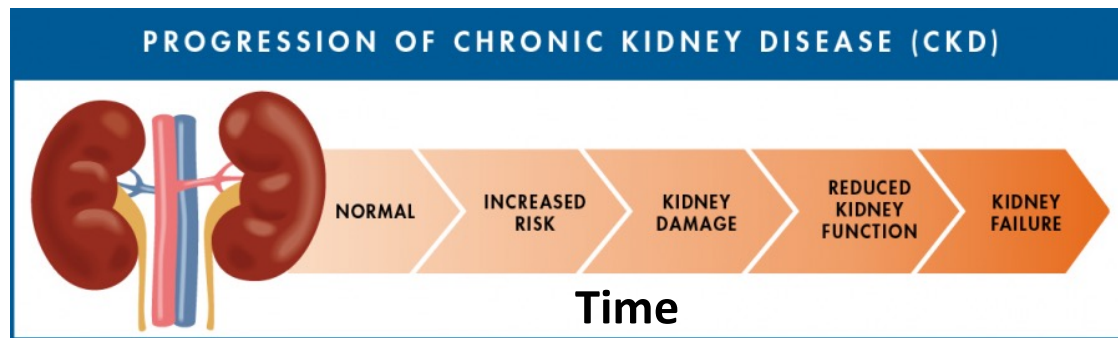 PROGRESSION OF CHRONIC KIDNEY DISEASE (CKD)
NORMAL
INCREASED
RISK
KIDNEY
DAMAGE
REDUCED
KIDNEY
FUNCTION
KIDNEY
FAILURE
Time